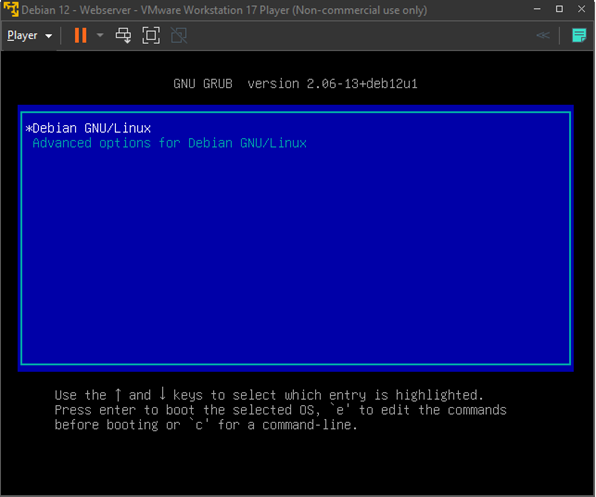 Debian 12 - Webserver - VMware Workstation 17 Player (Non-commercial use only)
Player
GNU GRUB  version 2.06-13+deb12u1
*Debian GNU/Linux
Advanced options for Debian GNU/Linux
Use the ↑ and ↓ keys to select which entry is highlighted.
Press enter to boot the selected OS, `e' to edit the commands
before booting or `c' for a command-line.